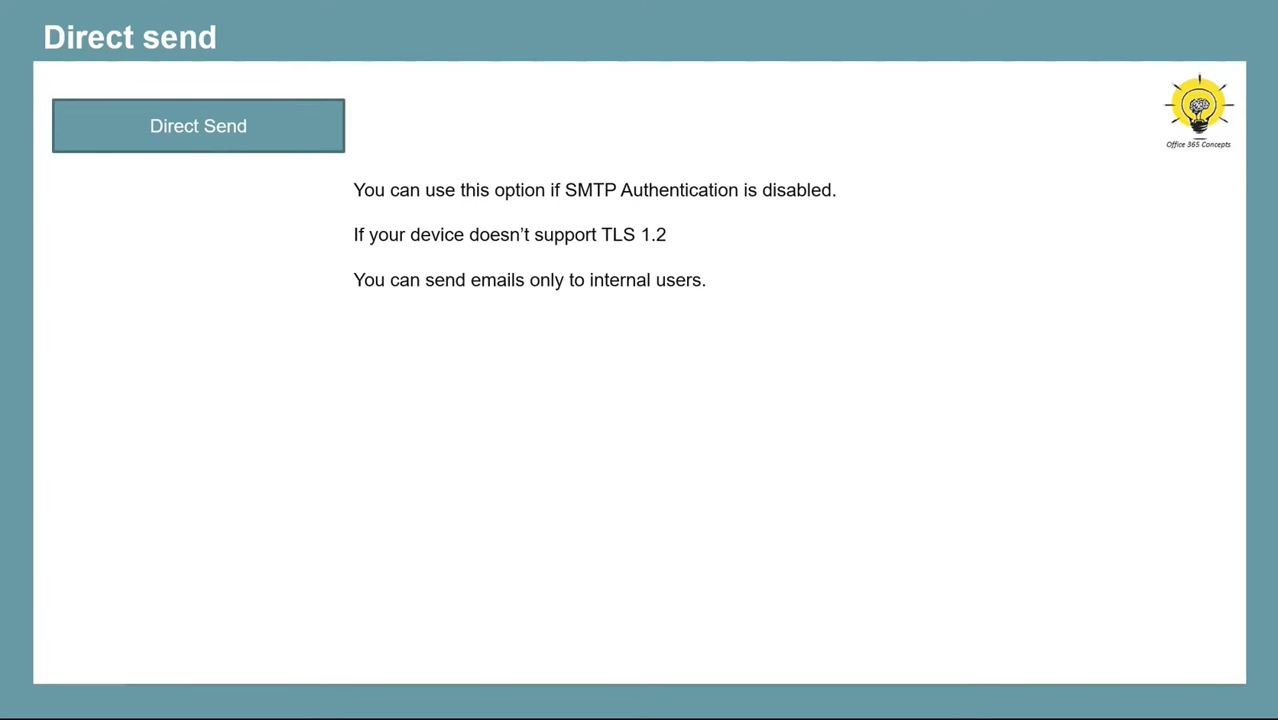 Direct send
Direct Send
Office 365 Concepts
You can use this option if SMTP Authentication is disabled.
If your device doesn’t support TLS 1.2
You can send emails only to internal users.